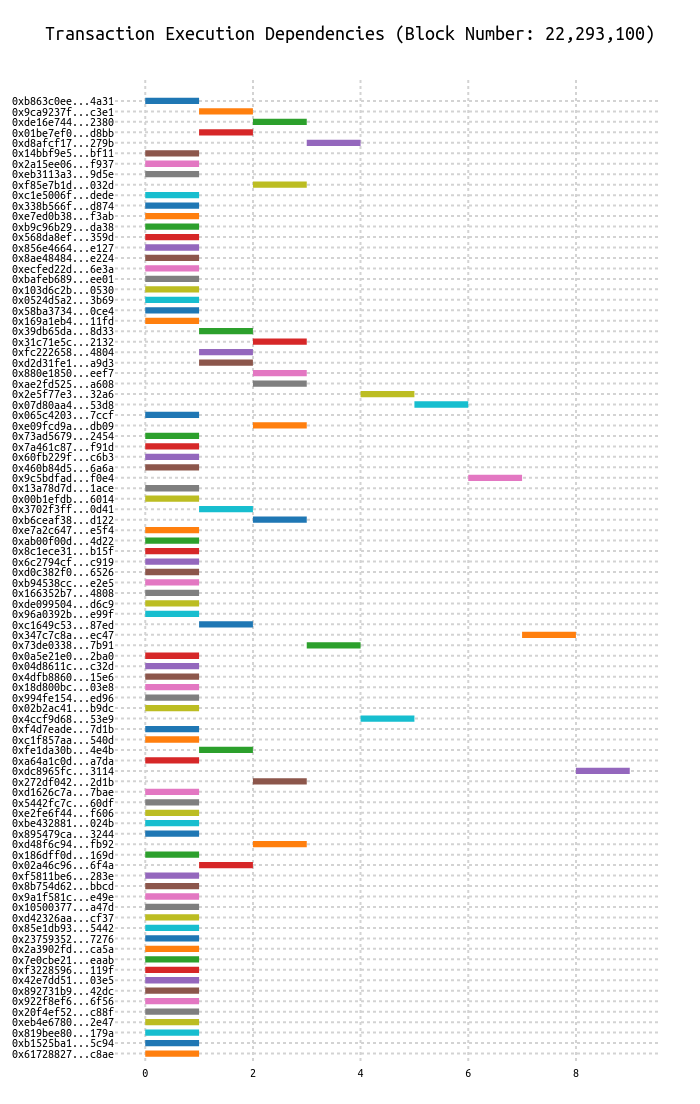 Transaction Execution Dependencies (Block Number: 22,293,100)
0xb863c0ee...4a31
0x9ca9237f...c3e1
0xde16e744...2380
0x01be7ef0...d8bb
0xd8afcf17...279b
0x14bbf9e5...bf11
0x2a15ee06...f937
0xeb3113a3...9d5e
0xf85e7b1d...032d
0xc1e5006f...dede
0x338b566f...d874
0xe7ed0b38...f3ab
0xb9c96b29...da38
0x568da8ef...359d
0x856e4664...e127
0x8ae48484...e224
0xecfed22d...6e3a
0xbafeb689...ee01
0x103d6c2b...0530
0x0524d5a2...3b69
0x58ba3734...0ce4
0x169a1eb4...11fd
0x39db65da...8d33
0x31c71e5c...2132
0xfc222658...4804
0xd2d31fe1...a9d3
0x880e1850...eef7
0xae2fd525...a608
0x2e5f77e3...32a6
0x07d80aa4...53d8
0x065c4203...7ccf
0xe09fcd9a...db09
0x73ad5679...2454
0x7a461c87...f91d
0x60fb229f...c6b3
0x460b84d5...6a6a
0x9c5bdfad...f0e4
0x13a78d7d...1ace
0x00b1efdb...6014
0x3702f3ff...0d41
0xb6ceaf38...d122
0xe7a2c647...e5f4
0xab00f00d...4d22
0x8c1ece31...b15f
0x6c2794cf...c919
0xd0c382f0...6526
0xb94538cc...e2e5
0x166352b7...4808
0xde099504...d6c9
0x96a0392b...e99f
0xc1649c53...87ed
0x347c7c8a...ec47
0x73de0338...7b91
0x0a5e21e0...2ba0
0x04d8611c...c32d
0x4dfb8860...15e6
0x18d800bc...03e8
0x994fe154...ed96
0x02b2ac41...b9dc
0x4ccf9d68...53e9
0xf4d7eade...7d1b
0xc1f857aa...540d
0xfe1da30b...4e4b
0xa64a1c0d...a7da
0xdc8965fc...3114
0x272df042...2d1b
0xd1626c7a...7bae
0x5442fc7c...60df
0xe2fe6f44...f606
0xbe432881...024b
0x895479ca...3244
0xd48f6c94...fb92
0x186dff0d...169d
0x02a46c96...6f4a
0xf5811be6...283e
0x8b754d62...bbcd
0x9a1f581c...e49e
0x10500377...a47d
0xd42326aa...cf37
0x85e1db93...5442
0x23759352...7276
0x2a3902fd...ca5a
0x7e0cbe21...eaab
0xf3228596...119f
0x42e7dd51...03e5
0x892731b9...42dc
0x922f8ef6...6f56
0x20f4ef52...c88f
0xeb4e6780...2e47
0x819bee80...179a
0xb1525ba1...5c94
0x61728827...c8ae
0 2 4 6 8